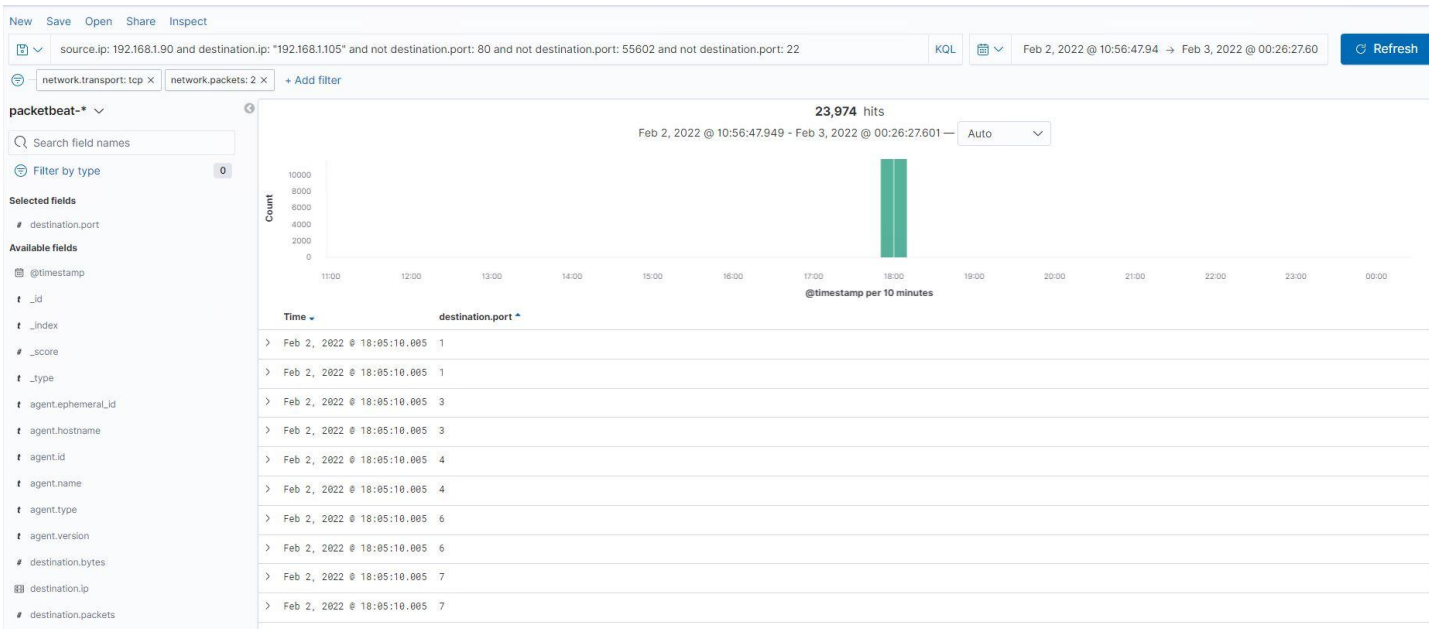 New Save Open Share Inspect
source.ip: 192.168.1.90 and destination.ip: "192.168.1.105" and not destination.port: 80 and not destination.port: 55602 and not destination.port: 22 KQL Feb 2, 2022 @ 10:56:47.94 → Feb 3, 2022 @ 00:26:27.60 Refresh
network.transport: tcp × network.packets: 2 × + Add filter
packetbeat-*
Search field names
Filter by type 0
Selected fields
# destination.port
Available fields
@timestamp
t _id
t _index
# _score
t _type
t agent.ephemeral_id
t agent.hostname
t agent.id
t agent.name
t agent.type
t agent.version
# destination.bytes
destination.ip
# destination.packets
23,974 hits
Feb 2, 2022 @ 10:56:47.949 - Feb 3, 2022 @ 00:26:27.601 — Auto
Count
10000
8000
6000
4000
2000
0
11:00 12:00 13:00 14:00 15:00 16:00 17:00 18:00 19:00 20:00 21:00 22:00 23:00 00:00
@timestamp per 10 minutes
Time destination.port
> Feb 2, 2022 @ 18:05:10.005 1
> Feb 2, 2022 @ 18:05:10.005 1
> Feb 2, 2022 @ 18:05:10.005 3
> Feb 2, 2022 @ 18:05:10.005 3
> Feb 2, 2022 @ 18:05:10.005 4
> Feb 2, 2022 @ 18:05:10.005 4
> Feb 2, 2022 @ 18:05:10.005 6
> Feb 2, 2022 @ 18:05:10.005 6
> Feb 2, 2022 @ 18:05:10.005 7
> Feb 2, 2022 @ 18:05:10.005 7